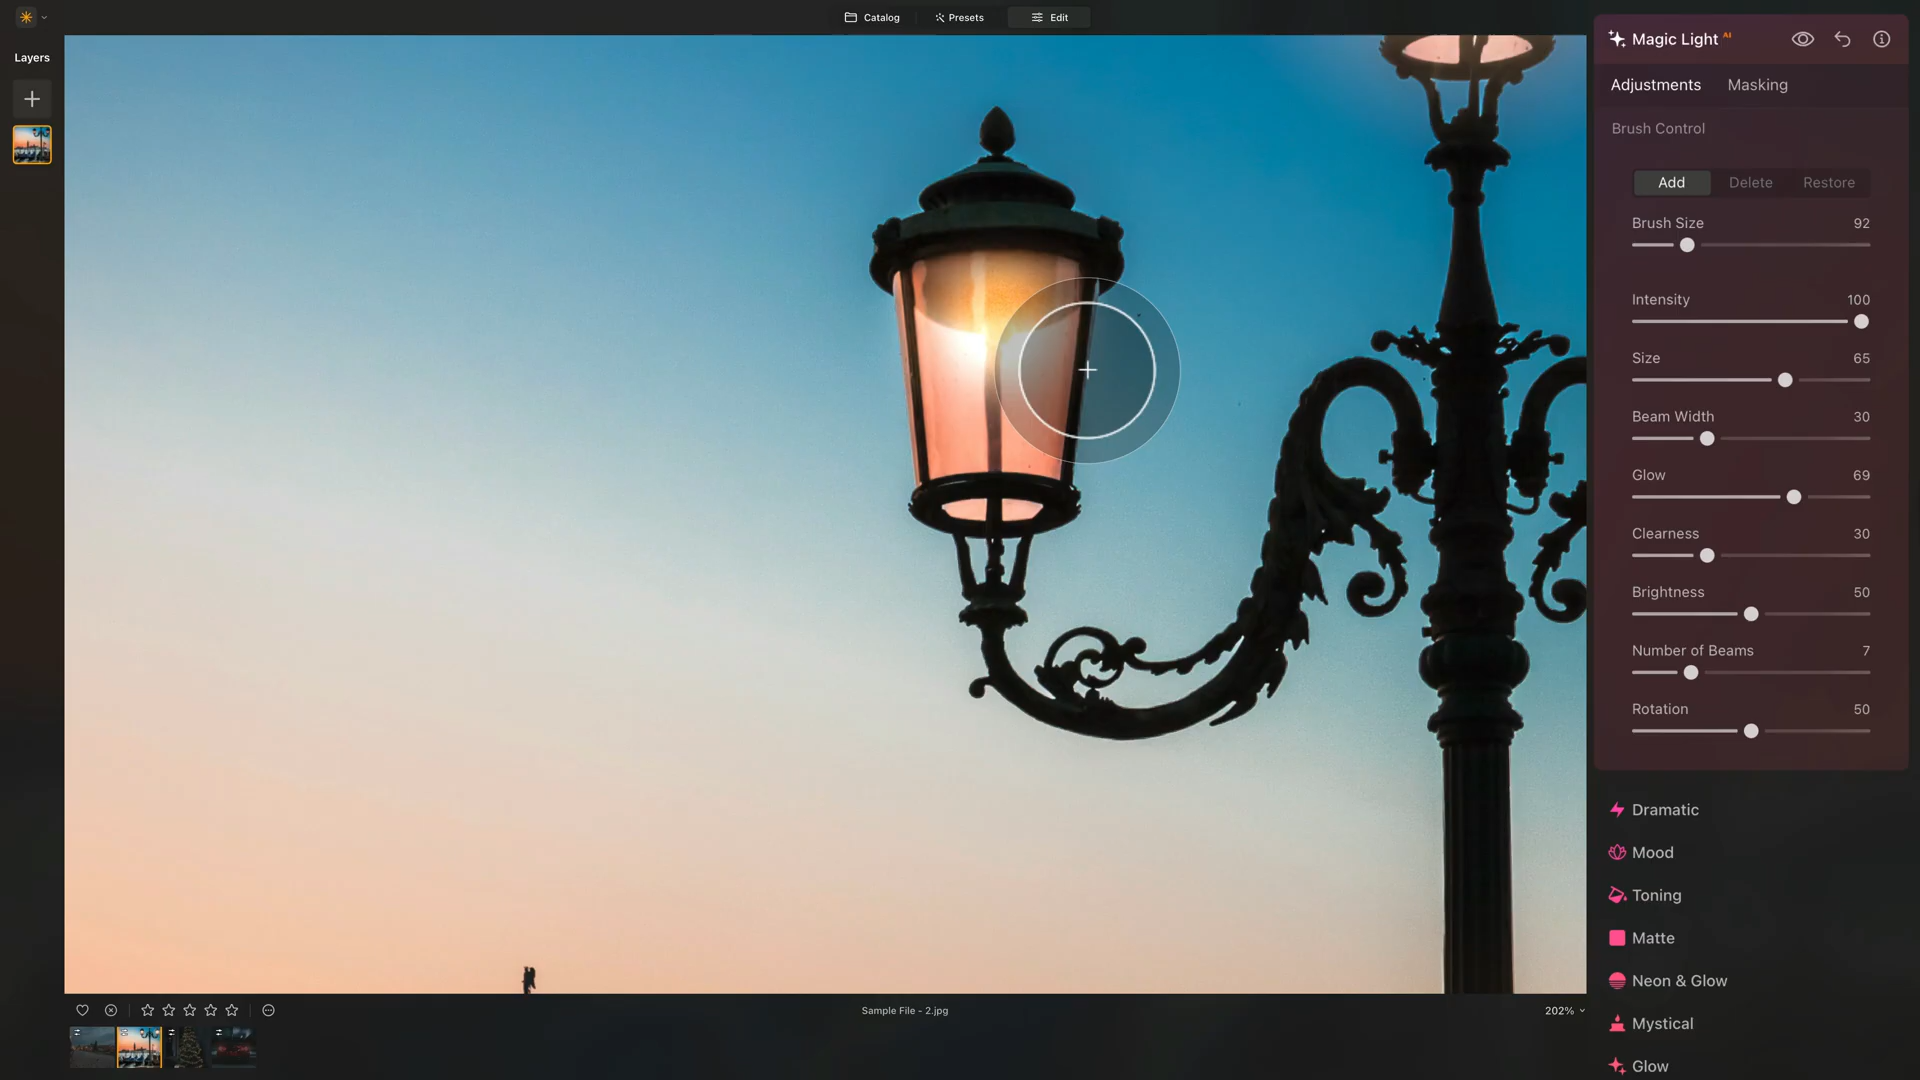 Catalog
Presets
Edit
Layers
Magic Light AI
Adjustments Masking
Brush Control
Add Delete Restore
Brush Size 92
Intensity 100
Size 65
Beam Width 30
Glow 69
Clearness 30
Brightness 50
Number of Beams 7
Rotation 50
Dramatic
Mood
Toning
Matte
Neon & Glow
Mystical
Glow
Sample File - 2.jpg
202%